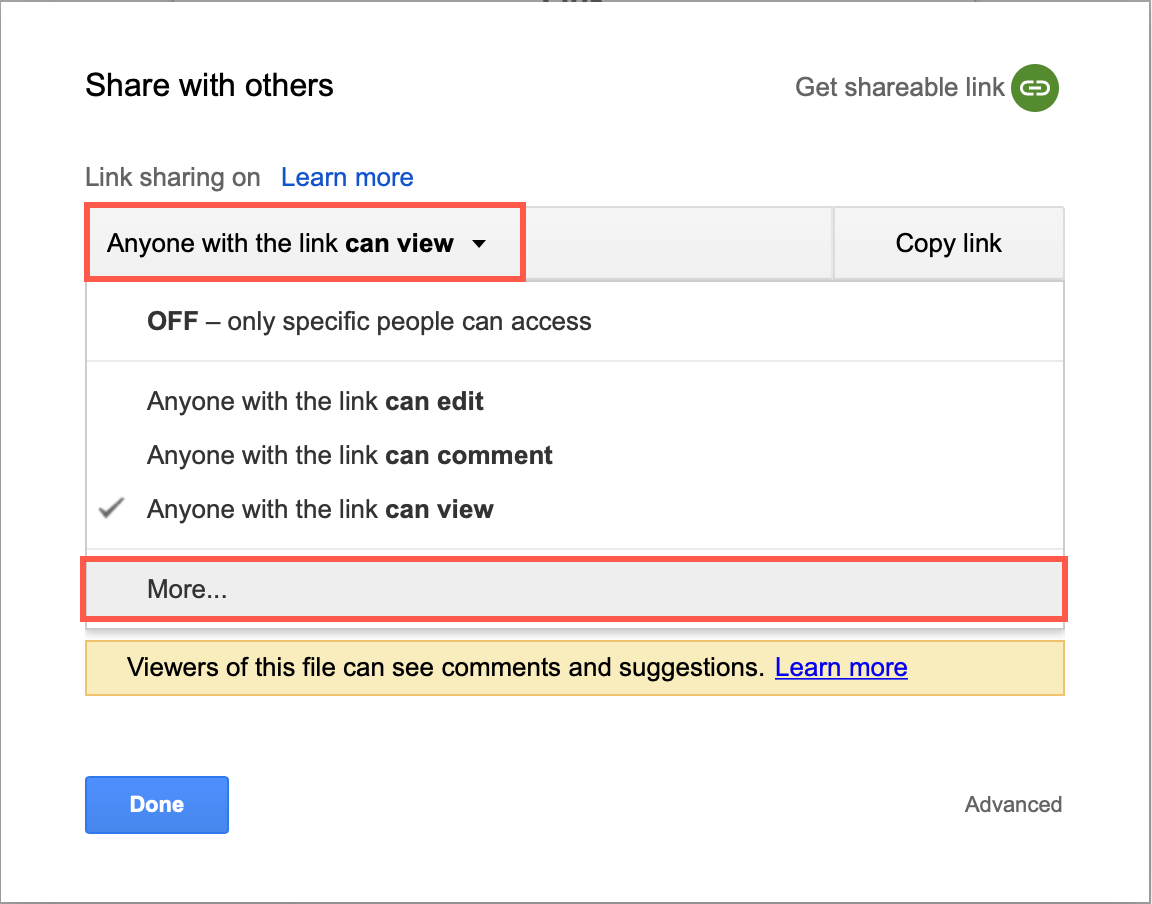 Share with others
Get shareable link
Link sharing on Learn more
Anyone with the link can view
Copy link
OFF – only specific people can access
Anyone with the link can edit
Anyone with the link can comment
Anyone with the link can view
More...
Viewers of this file can see comments and suggestions. Learn more
Done
Advanced